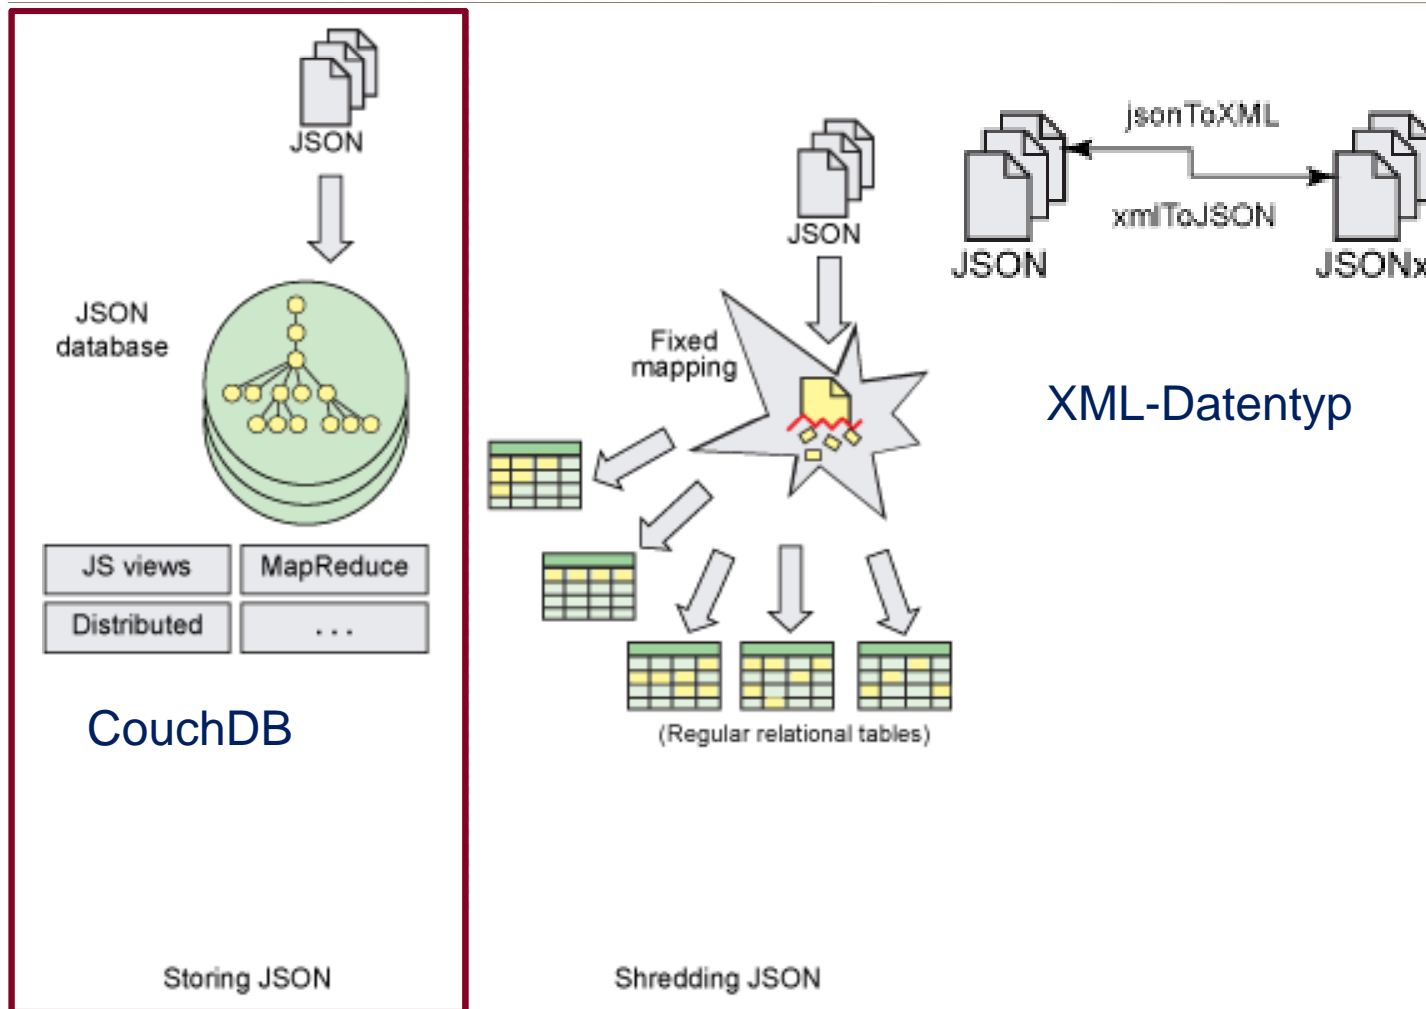 JSON
JSON
database
JS views
MapReduce
Distributed
...
CouchDB
Storing JSON
JSON
Fixed
mapping
(Regular relational tables)
Shredding JSON
jsonToXML
xmlToJSON
JSON
JSONx
XML-Datentyp